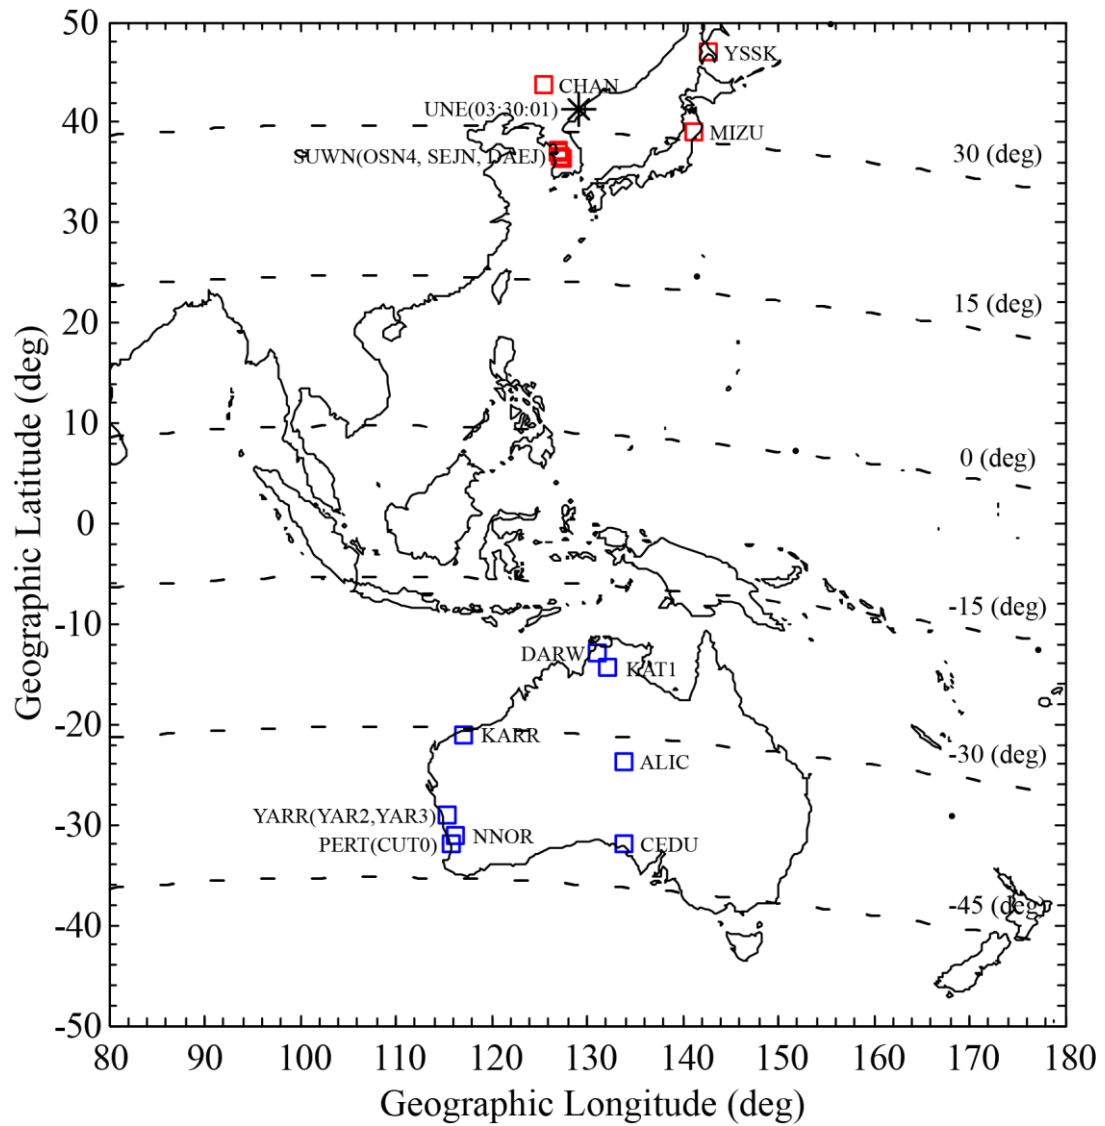 50
YSSK
CHAN
UNE(03:30:01)
40
MIZU
30 (deg)
SUWN(OSN4, SEJN, DAEJ)
30
15 (deg)
20
10
0 (deg)
0
-15 (deg)
-10
DARW
KAT1
-20
KARR
-30 (deg)
ALIC
YARR(YAR2,YAR3)
-30
NNOR
PERT(CUT0)
CEDU
-45 (deg)
-40
-50
80 90 100 110 120 130 140 150 160 170 180
Geographic Longitude (deg)
Geographic Latitude (deg)